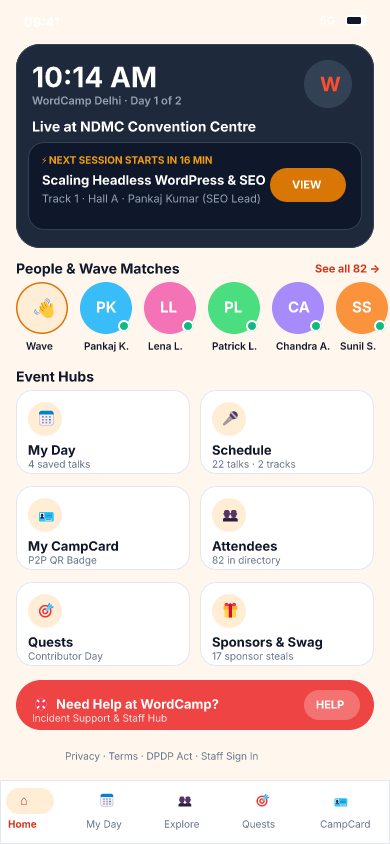 09:41
5G
10:14 AM
W
WordCamp Delhi · Day 1 of 2
Live at NDMC Convention Centre
⚡NEXT SESSION STARTS IN 16 MIN
Scaling Headless WordPress & SEO
VIEW
Track 1 · Hall A · Pankaj Kumar (SEO Lead)
People & Wave Matches
See all 82 →
PK
LL
PL
CA
SS
Wave
Pankaj K.
Lena L.
Patrick L.
Chandra A.
Sunil S.
Event Hubs
My Day
4 saved talks
Schedule
22 talks · 2 tracks
My CampCard
P2P QR Badge
Attendees
82 in directory
Quests
Contributor Day
Sponsors & Swag
17 sponsor steals
Need Help at WordCamp?
Incident Support & Staff Hub
HELP
Privacy · Terms · DPDP Act · Staff Sign In
Home
My Day
Explore
Quests
CampCard